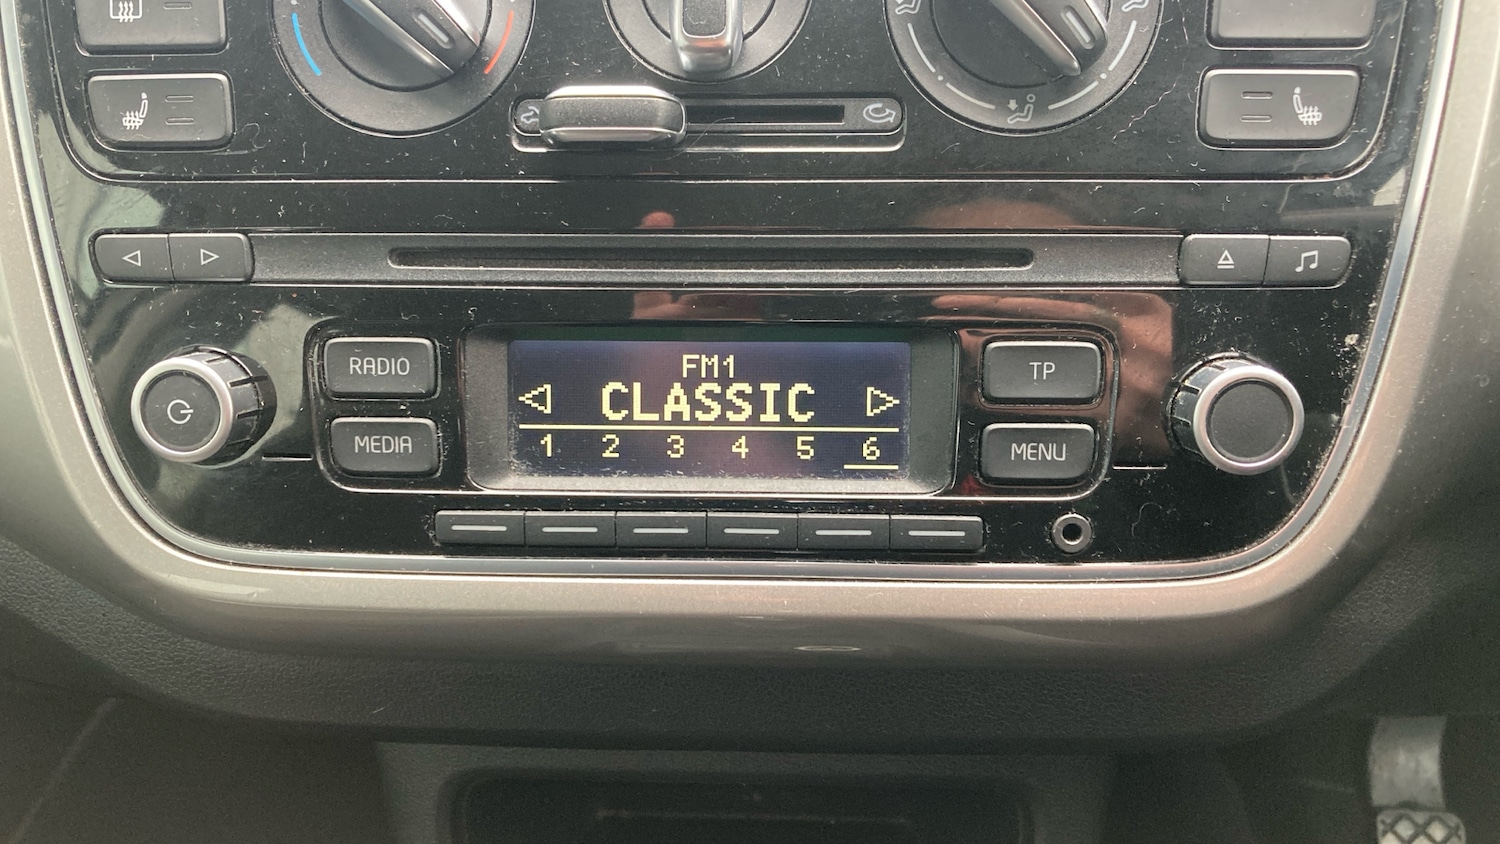 RADIO
MEDIA
FM1
CLASSIC
1 2 3 4 5 6
TP
MENU